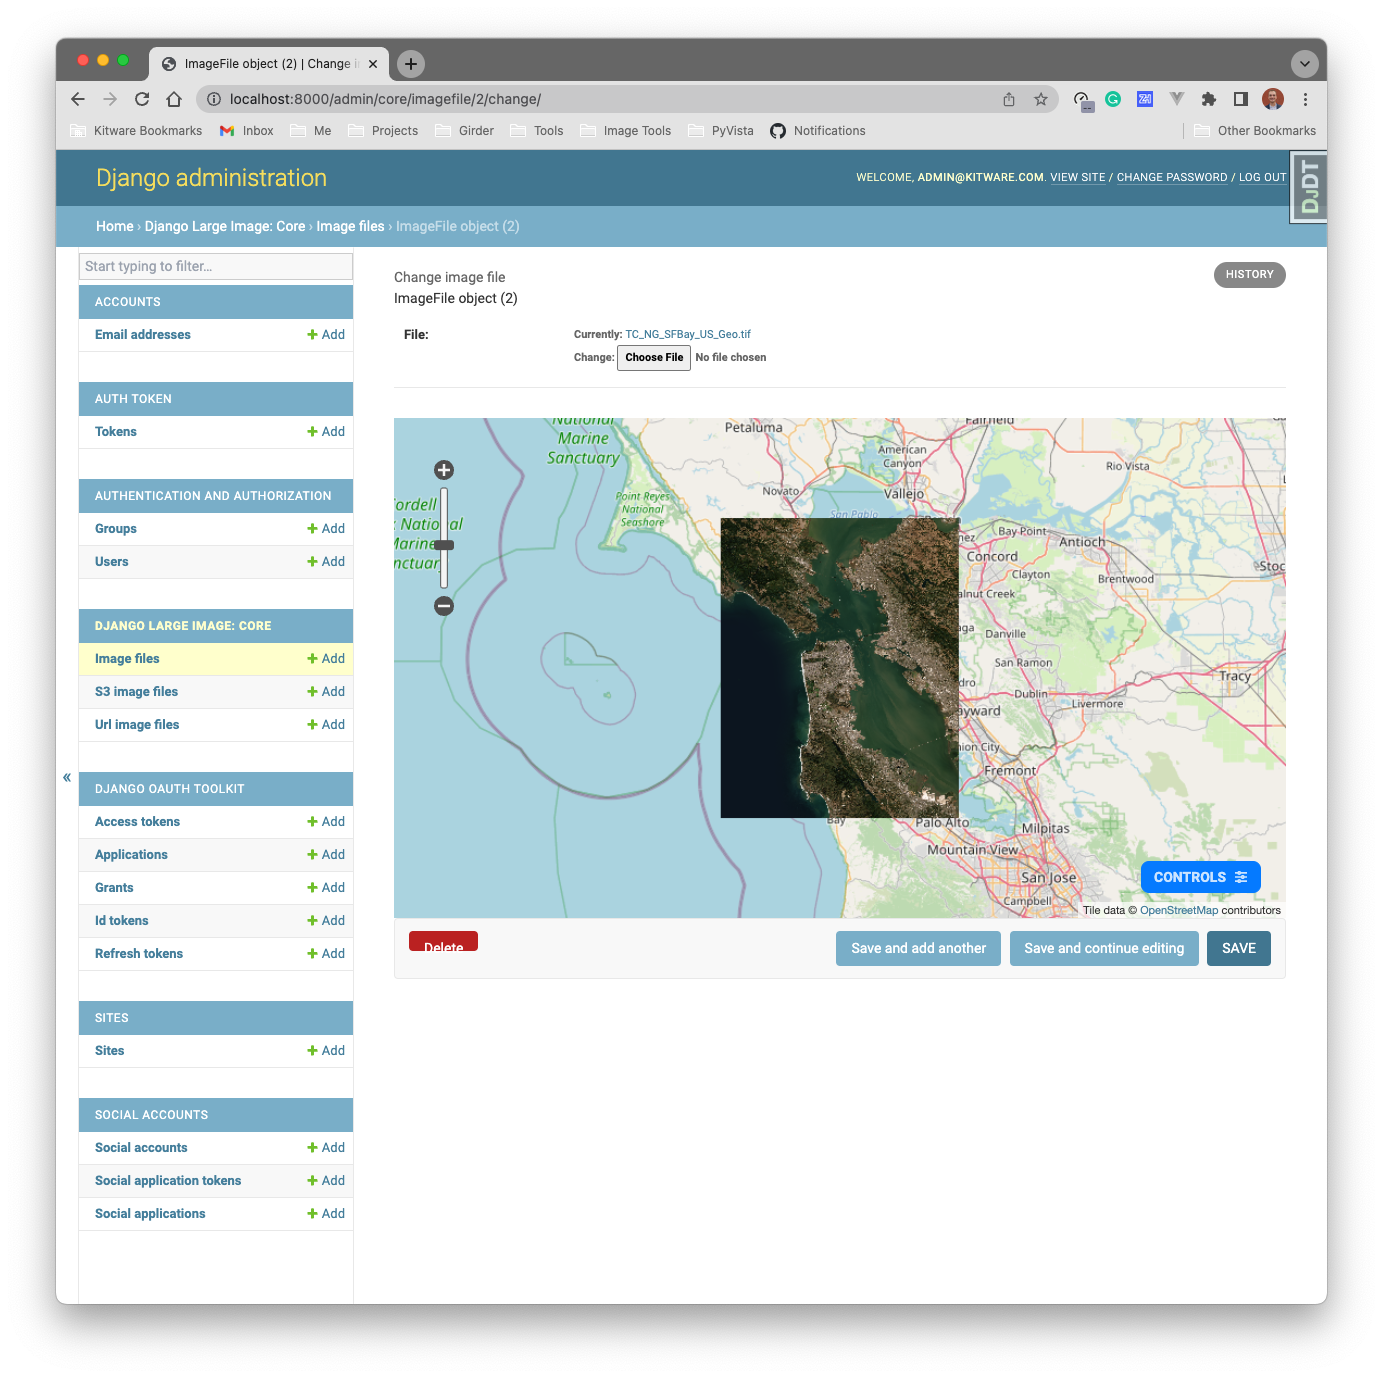 ImageFile object (2) | Change i
localhost:8000/admin/core/imagefile/2/change/
Kitware Bookmarks Inbox Me Projects Girder Tools Image Tools PyVista Notifications Other Bookmarks
Django administration
WELCOME, ADMIN@KITWARE.COM. VIEW SITE / CHANGE PASSWORD / LOG OUT
DJDT
Home › Django Large Image: Core › Image files › ImageFile object (2)
Start typing to filter...
ACCOUNTS
Email addresses + Add
AUTH TOKEN
Tokens + Add
AUTHENTICATION AND AUTHORIZATION
Groups + Add
Users + Add
DJANGO LARGE IMAGE: CORE
Image files + Add
S3 image files + Add
Url image files + Add
«
DJANGO OAUTH TOOLKIT
Access tokens + Add
Applications + Add
Grants + Add
Id tokens + Add
Refresh tokens + Add
SITES
Sites + Add
SOCIAL ACCOUNTS
Social accounts + Add
Social application tokens + Add
Social applications + Add
Change image file
HISTORY
ImageFile object (2)
File:
Currently: TC_NG_SFBay_US_Geo.tif
Change: Choose File No file chosen
National
Marine
Sanctuary
Petaluma
Fairfield
American
Canyon
Rio Vista
Novato
Vallejo
Point Reyes
National
Seashore
San Pablo
ordell
National
Marine
nctuar
Bay Point
Antioch
nez
Concord
Stoc
Clayton
Brentwood
alnut Creek
aga
Danville
San Ramon
dro
Dublin
Tracy
Livermore
ayward
nion City
Fremont
Bay
Palo Alto
Milpitas
Mountain View
San Jose
Campbell
CONTROLS
Tile data © OpenStreetMap contributors
Delete
Save and add another
Save and continue editing
SAVE